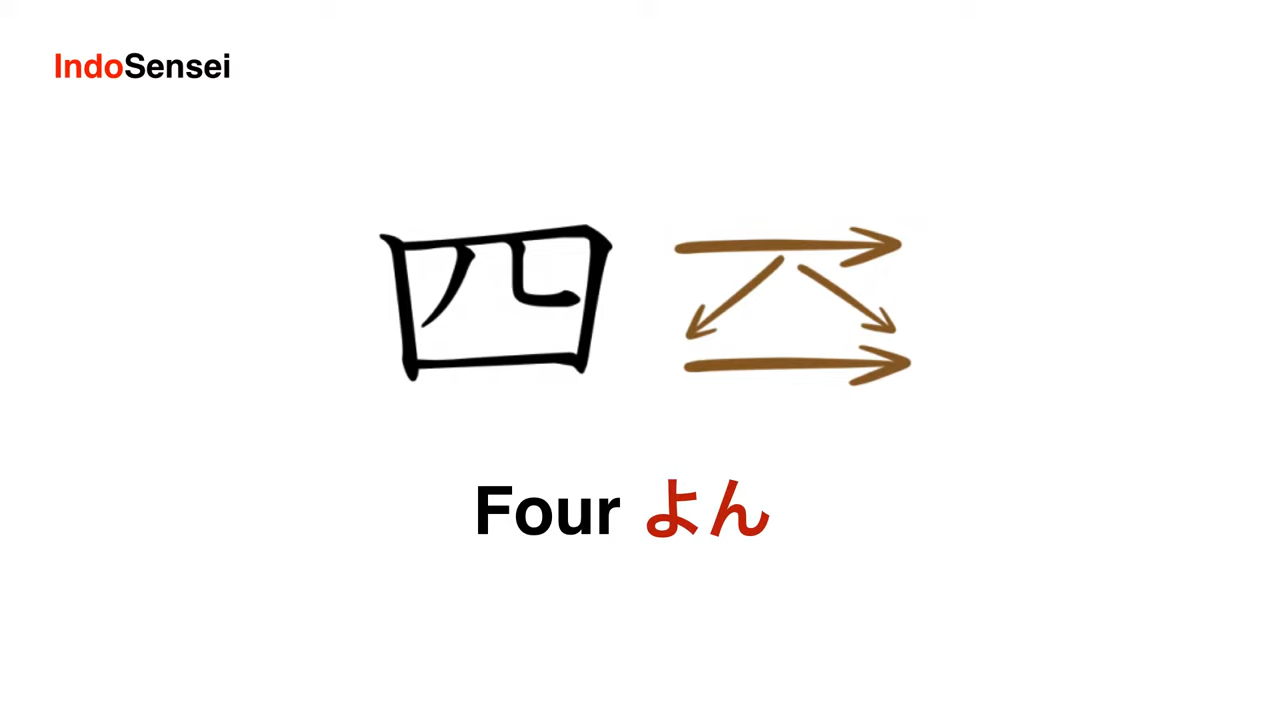 IndoSensei
四
Four よん